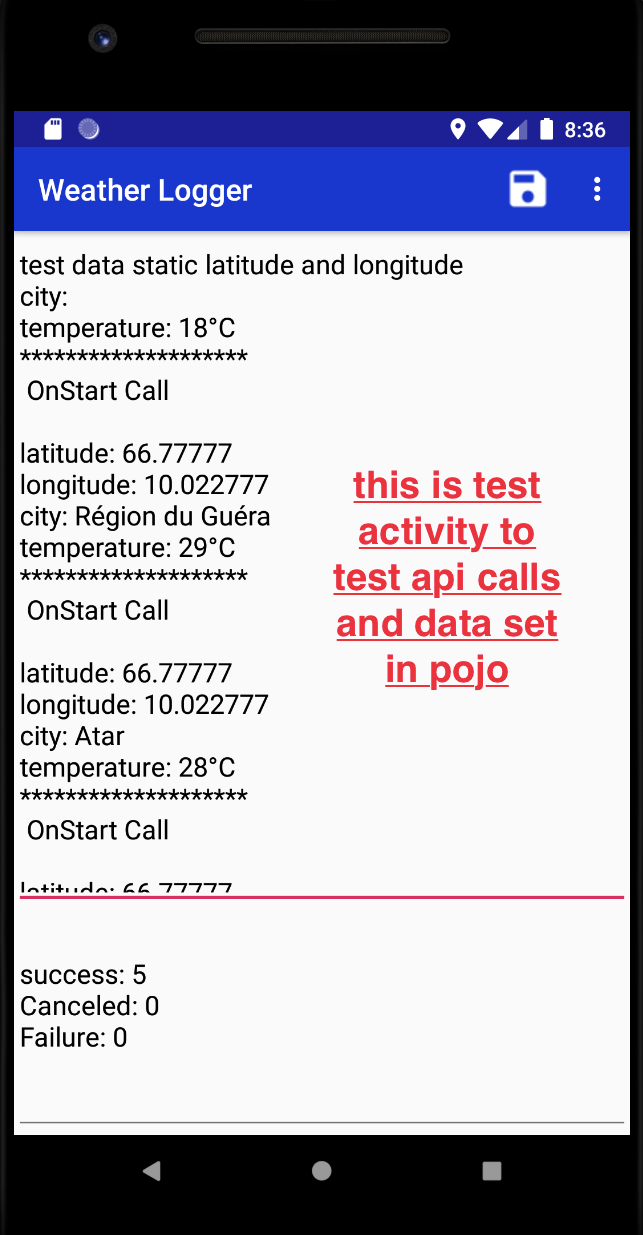 8:36
Weather Logger
test data static latitude and longitude
city:
temperature: 18°C
********************
OnStart Call
latitude: 66.77777
longitude: 10.022777
city: Région du Guéra
temperature: 29°C
********************
OnStart Call
latitude: 66.77777
longitude: 10.022777
city: Atar
temperature: 28°C
********************
OnStart Call
latitude: 66.77777
this is test
activity to
test api calls
and data set
in pojo
success: 5
Canceled: 0
Failure: 0